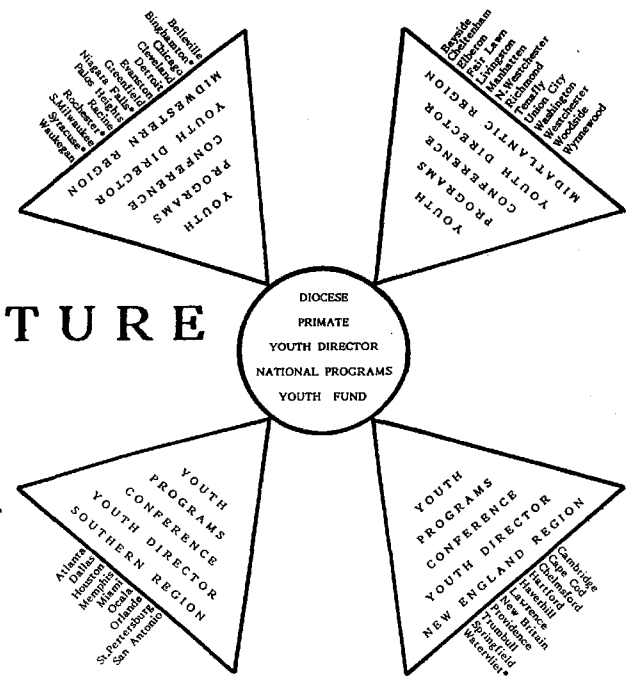 Belleville
Binghamton*
Chicago
Cleveland
Detroit
Evanston
Greenfield
Niagara Falls*
Palos Heights
Racine
Rochester*
S.Milwaukee
Syracuse*
Waukegan
MIDWESTERN REGION
YOUTH DIRECTOR
CONFERENCE
PROGRAMS
YOUTH
Bayside
Cheltenham
Elberon
Fair Lawn
Livingston
Manhatten
N.Westchester
Richmond
Tenafly
Union City
Washington
Westchester
Woodside
Wynnewood
MIDATLANTIC REGION
YOUTH DIRECTOR
CONFERENCE
PROGRAMS
YOUTH
TURE
DIOCESE
PRIMATE
YOUTH DIRECTOR
NATIONAL PROGRAMS
YOUTH FUND
YOUTH
PROGRAMS
CONFERENCE
YOUTH DIRECTOR
SOUTHERN REGION
Atlanta
Dallas
Houston
Memphis
Miami
Ocala
Orlando
St.Pertersburg
San Antonio
YOUTH
PROGRAMS
CONFERENCE
YOUTH DIRECTOR
NEW ENGLAND REGION
Cambridge
Cape Cod
Chelmsford
Hartford
Haverhill
Lawrence
New Britain
Providence
Trumbull
Springfield
Watervliet*